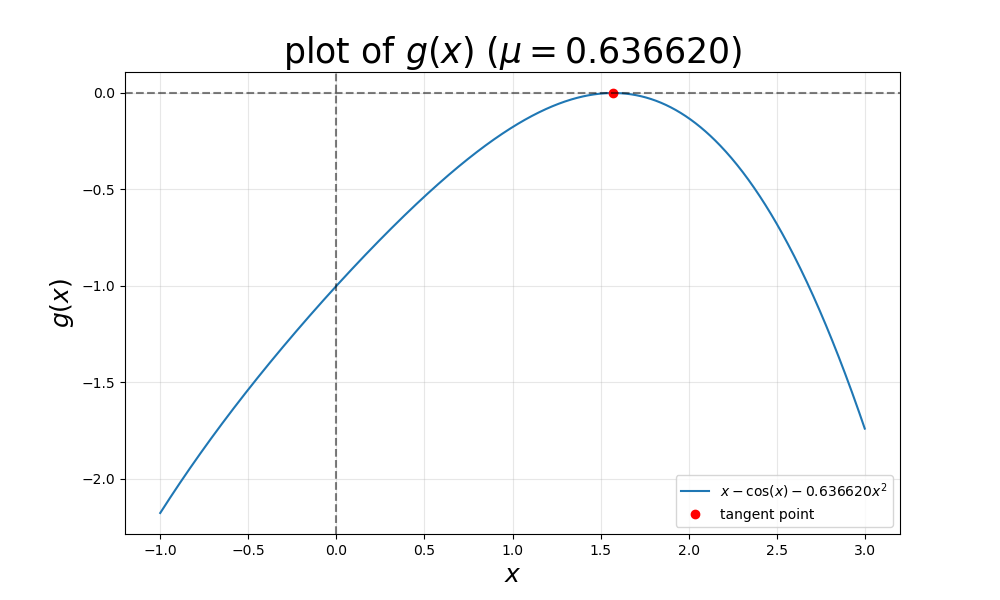 plot of g(x) (μ = 0.636620)
g(x)
0.0
−0.5
−1.0
−1.5
−2.0
−1.0 −0.5 0.0 0.5 1.0 1.5 2.0 2.5 3.0
x
x − cos(x) − 0.636620x²
tangent point